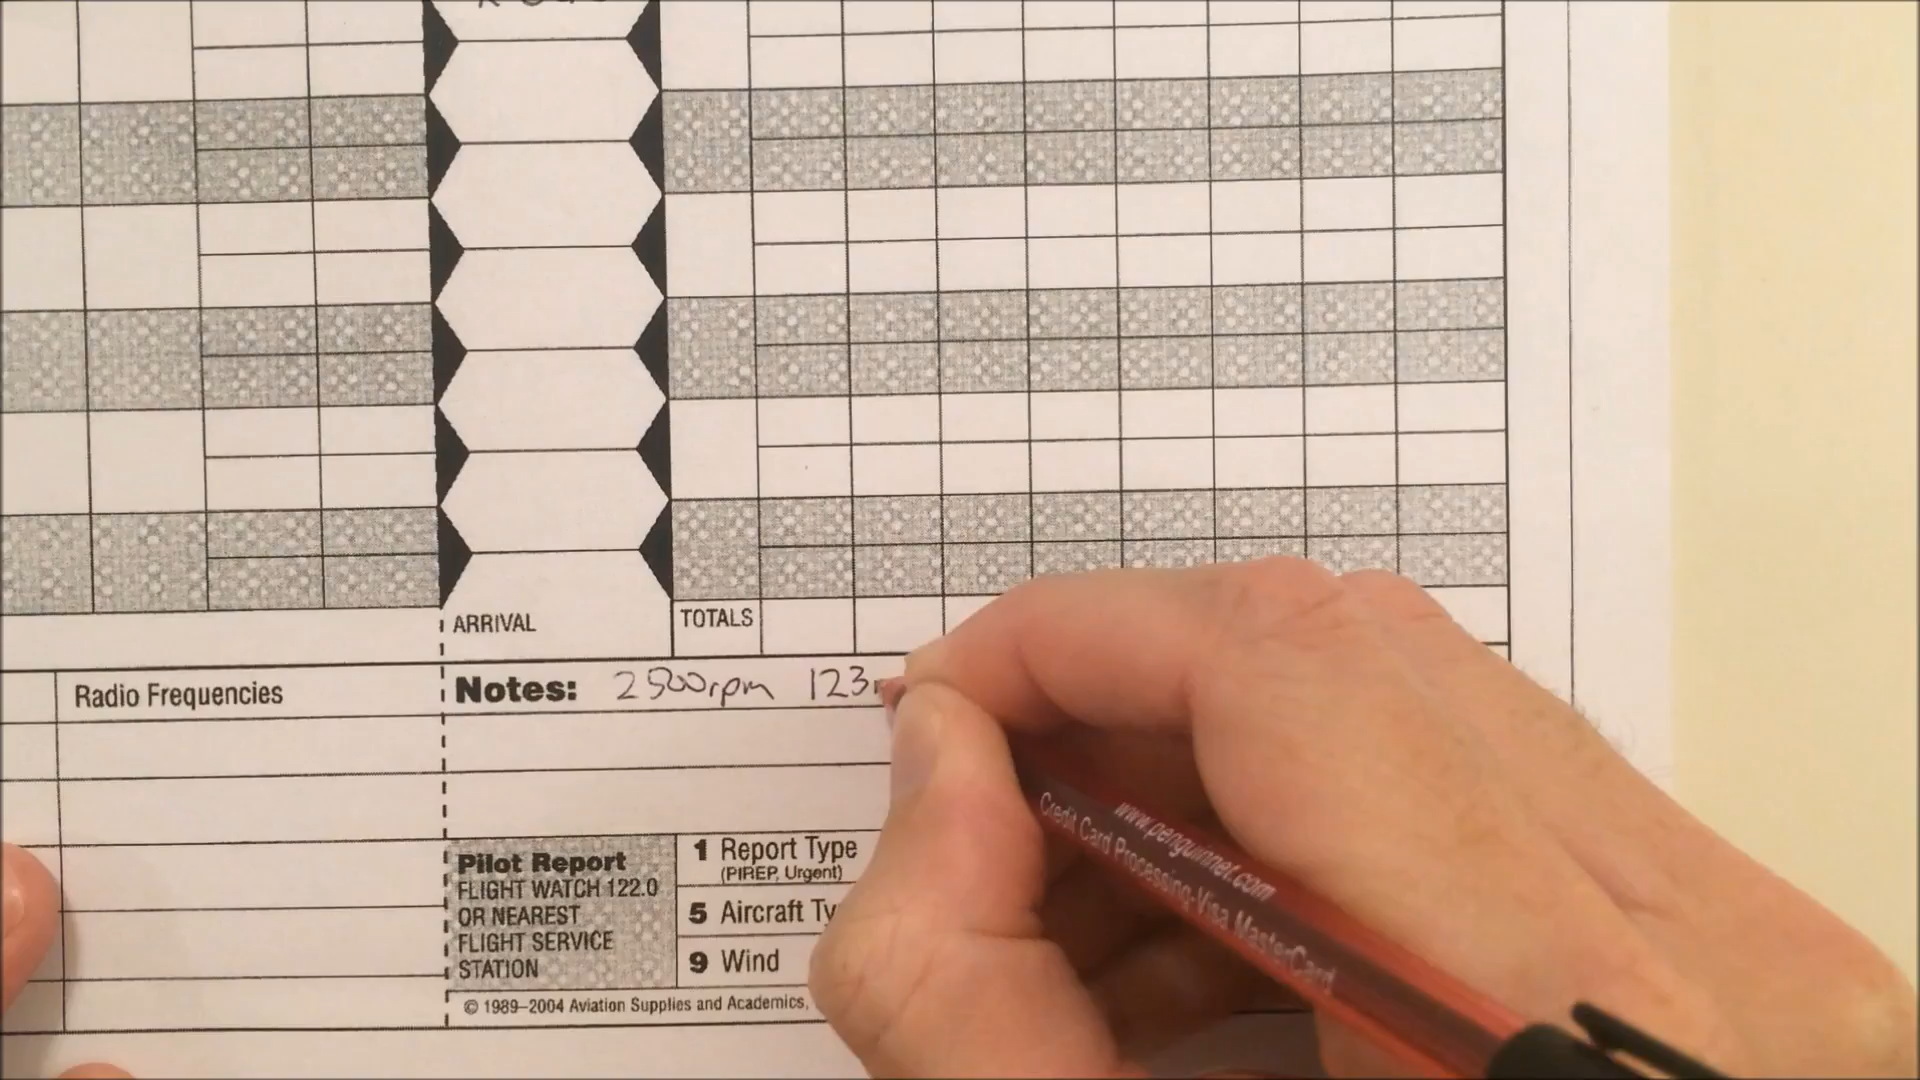 ARRIVAL
TOTALS
Radio Frequencies
Notes: 2500rpm 123
Pilot Report
FLIGHT WATCH 122.0
OR NEAREST
FLIGHT SERVICE
STATION
1 Report Type
(PIREP, Urgent)
5 Aircraft Ty
9 Wind
© 1989–2004 Aviation Supplies and Academics,
www.penguinnet.com
Credit Card Processing-Visa MasterCard